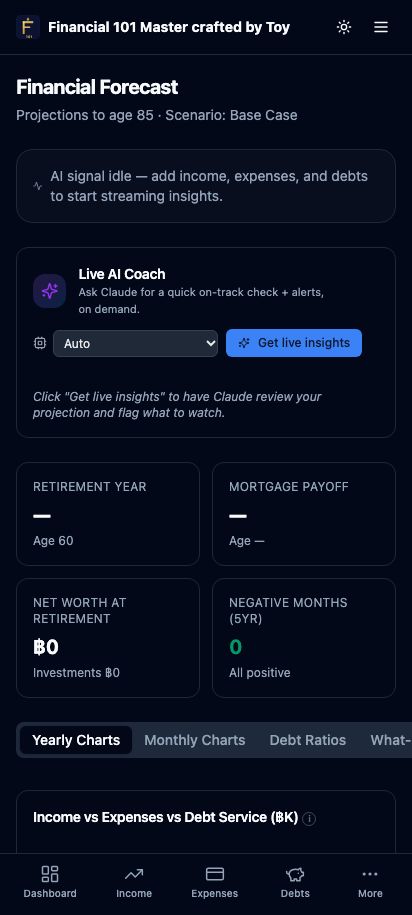 Financial 101 Master crafted by Toy
Financial Forecast
Projections to age 85 · Scenario: Base Case
AI signal idle — add income, expenses, and debts
to start streaming insights.
Live AI Coach
Ask Claude for a quick on-track check + alerts,
on demand.
Auto
Get live insights
Click "Get live insights" to have Claude review your
projection and flag what to watch.
RETIREMENT YEAR
—
Age 60
MORTGAGE PAYOFF
—
Age —
NET WORTH AT
RETIREMENT
฿0
Investments ฿0
NEGATIVE MONTHS
(5YR)
0
All positive
Yearly Charts
Monthly Charts
Debt Ratios
What-
Income vs Expenses vs Debt Service (฿K)
Dashboard
Income
Expenses
Debts
More